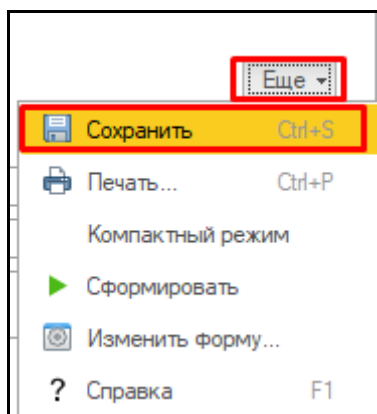 Еще
Сохранить Ctrl+S
Печать... Ctrl+P
Компактный режим
Сформировать
Изменить форму...
? Справка F1